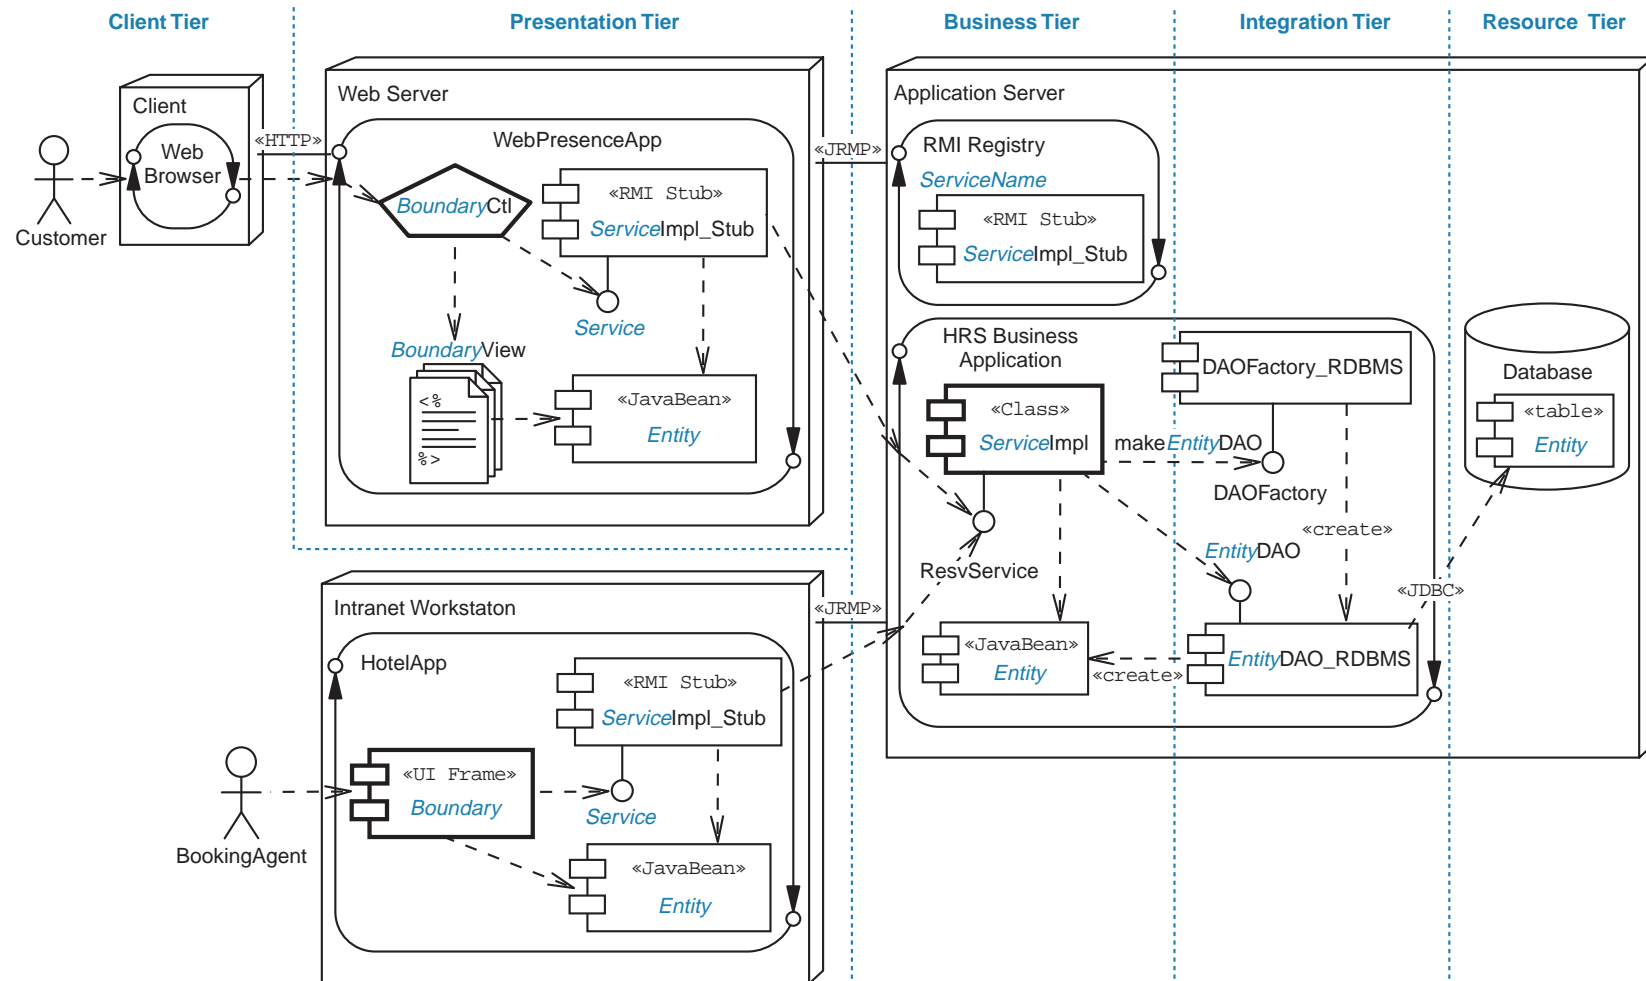 Client Tier
Presentation Tier
Business Tier
Integration Tier
Resource Tier
Client
Web
Browser
Customer
«HTTP»
Web Server
WebPresenceApp
BoundaryCtl
«RMI Stub»
ServiceImpl_Stub
Service
BoundaryView
<%
%>
«JavaBean»
Entity
«JRMP»
Application Server
RMI Registry
ServiceName
«RMI Stub»
ServiceImpl_Stub
HRS Business
Application
«Class»
ServiceImpl
makeEntityDAO
DAOFactory_RDBMS
DAOFactory
«create»
EntityDAO
ResvService
«JavaBean»
Entity
«create»
EntityDAO_RDBMS
«JDBC»
Database
«table»
Entity
Intranet Workstaton
HotelApp
«JRMP»
«RMI Stub»
ServiceImpl_Stub
«UI Frame»
Boundary
Service
BookingAgent
«JavaBean»
Entity